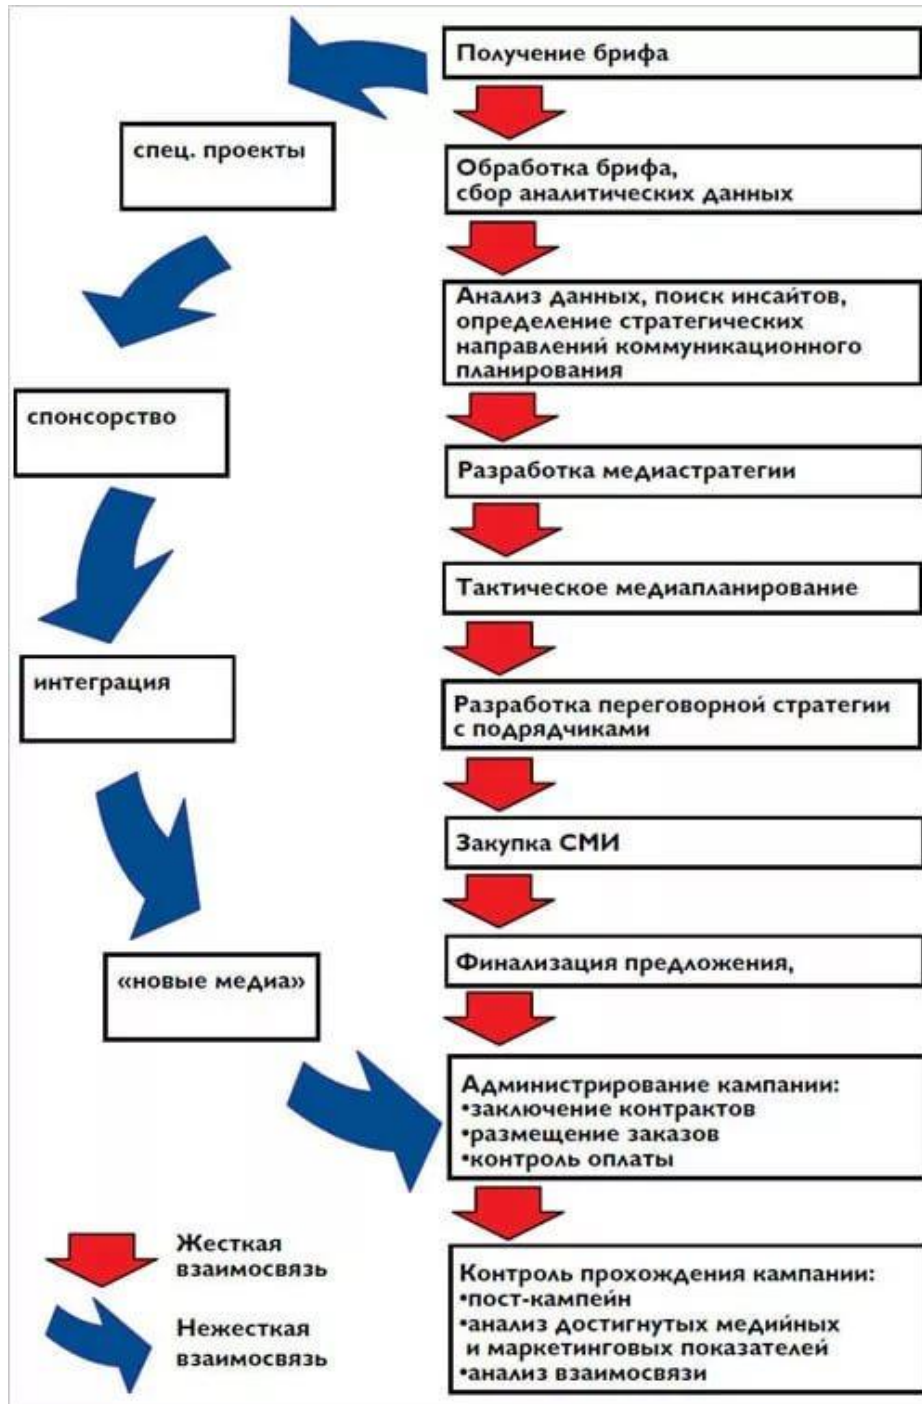 Получение брифа
спец. проекты
Обработка брифа,
сбор аналитических данных
Анализ данных, поиск инсайтов,
определение стратегических
направлений коммуникационного
планирования
спонсорство
Разработка медиастратегии
Тактическое медиапланирование
интеграция
Разработка переговорной стратегии
с подрядчиками
Закупка СМИ
«новые медиа»
Финализация предложения,
Администрирование кампании:
•заключение контрактов
•размещение заказов
•контроль оплаты
Жесткая
взаимосвязь
Нежесткая
взаимосвязь
Контроль прохождения кампании:
•пост-кампейн
•анализ достигнутых медийных
и маркетинговых показателей
•анализ взаимосвязи